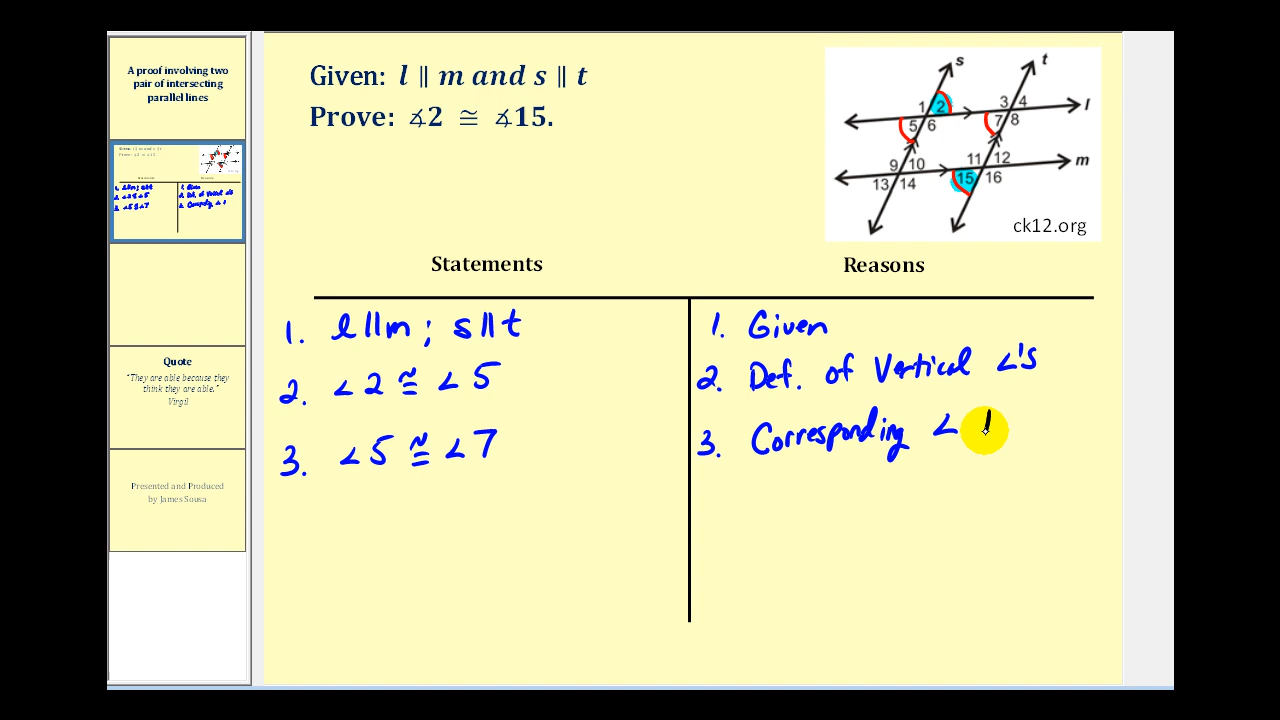 A proof involving two
pair of intersecting
parallel lines
Given: l ∥ m and s ∥ t
Prove: ∡2 ≅ ∡15.
s
t
1 2
3 4
l
5 6
7 8
9 10
11 12
m
13 14
15 16
ck12.org
Statements
Reasons
1. l || m ; s || t
1. Given
2. ∠2 ≅ ∠5
2. Def. of Vertical ∠'s
3. ∠5 ≅ ∠7
3. Corresponding ∠
Quote
"They are able because they
think they are able."
Virgil
Presented and Produced
by James Sousa